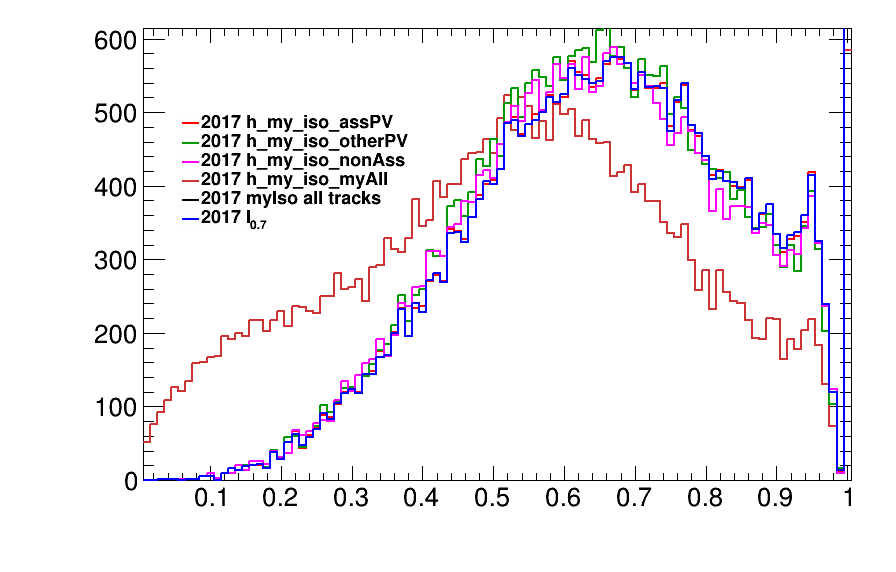 600
500
400
300
200
100
0
2017 h_my_iso_assPV
2017 h_my_iso_otherPV
2017 h_my_iso_nonAss
2017 h_my_iso_myAll
2017 myIso all tracks
2017 I0.7
0.1 0.2 0.3 0.4 0.5 0.6 0.7 0.8 0.9 1